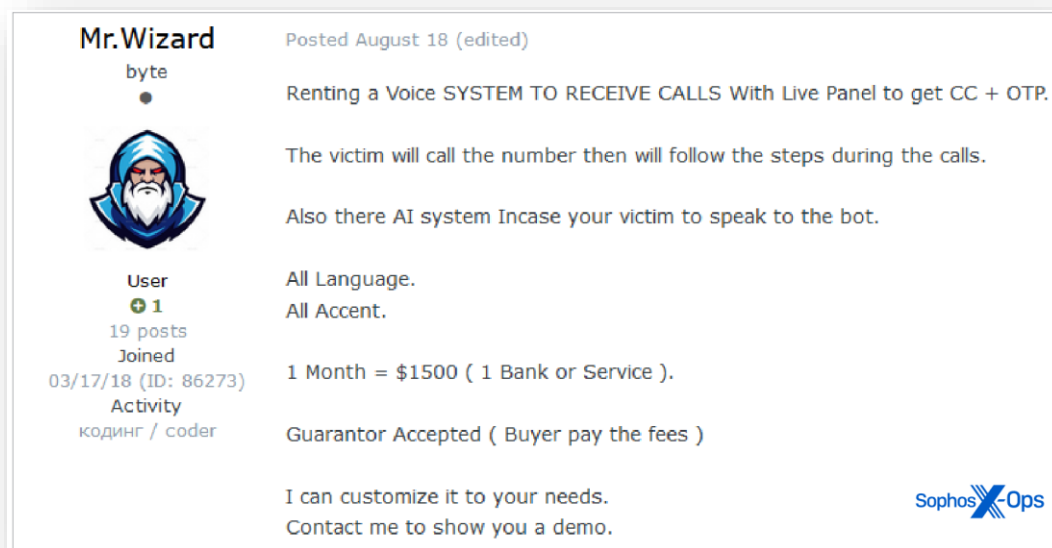 Mr.Wizard
byte
User
1
19 posts
Joined
03/17/18 (ID: 86273)
Activity
кодинг / coder
Posted August 18 (edited)
Renting a Voice SYSTEM TO RECEIVE CALLS With Live Panel to get CC + OTP.
The victim will call the number then will follow the steps during the calls.
Also there AI system Incase your victim to speak to the bot.
All Language.
All Accent.
1 Month = $1500 ( 1 Bank or Service ).
Guarantor Accepted ( Buyer pay the fees )
I can customize it to your needs.
Contact me to show you a demo.
Sophos X-Ops